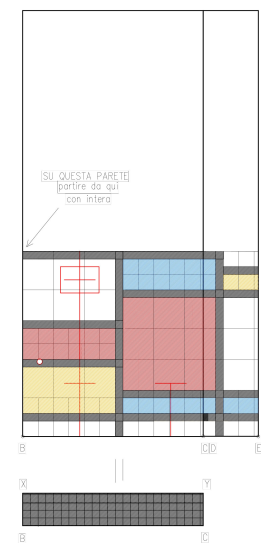 SU QUESTA PARETE
partire da qui
con intera
B C D E
X Y
B C